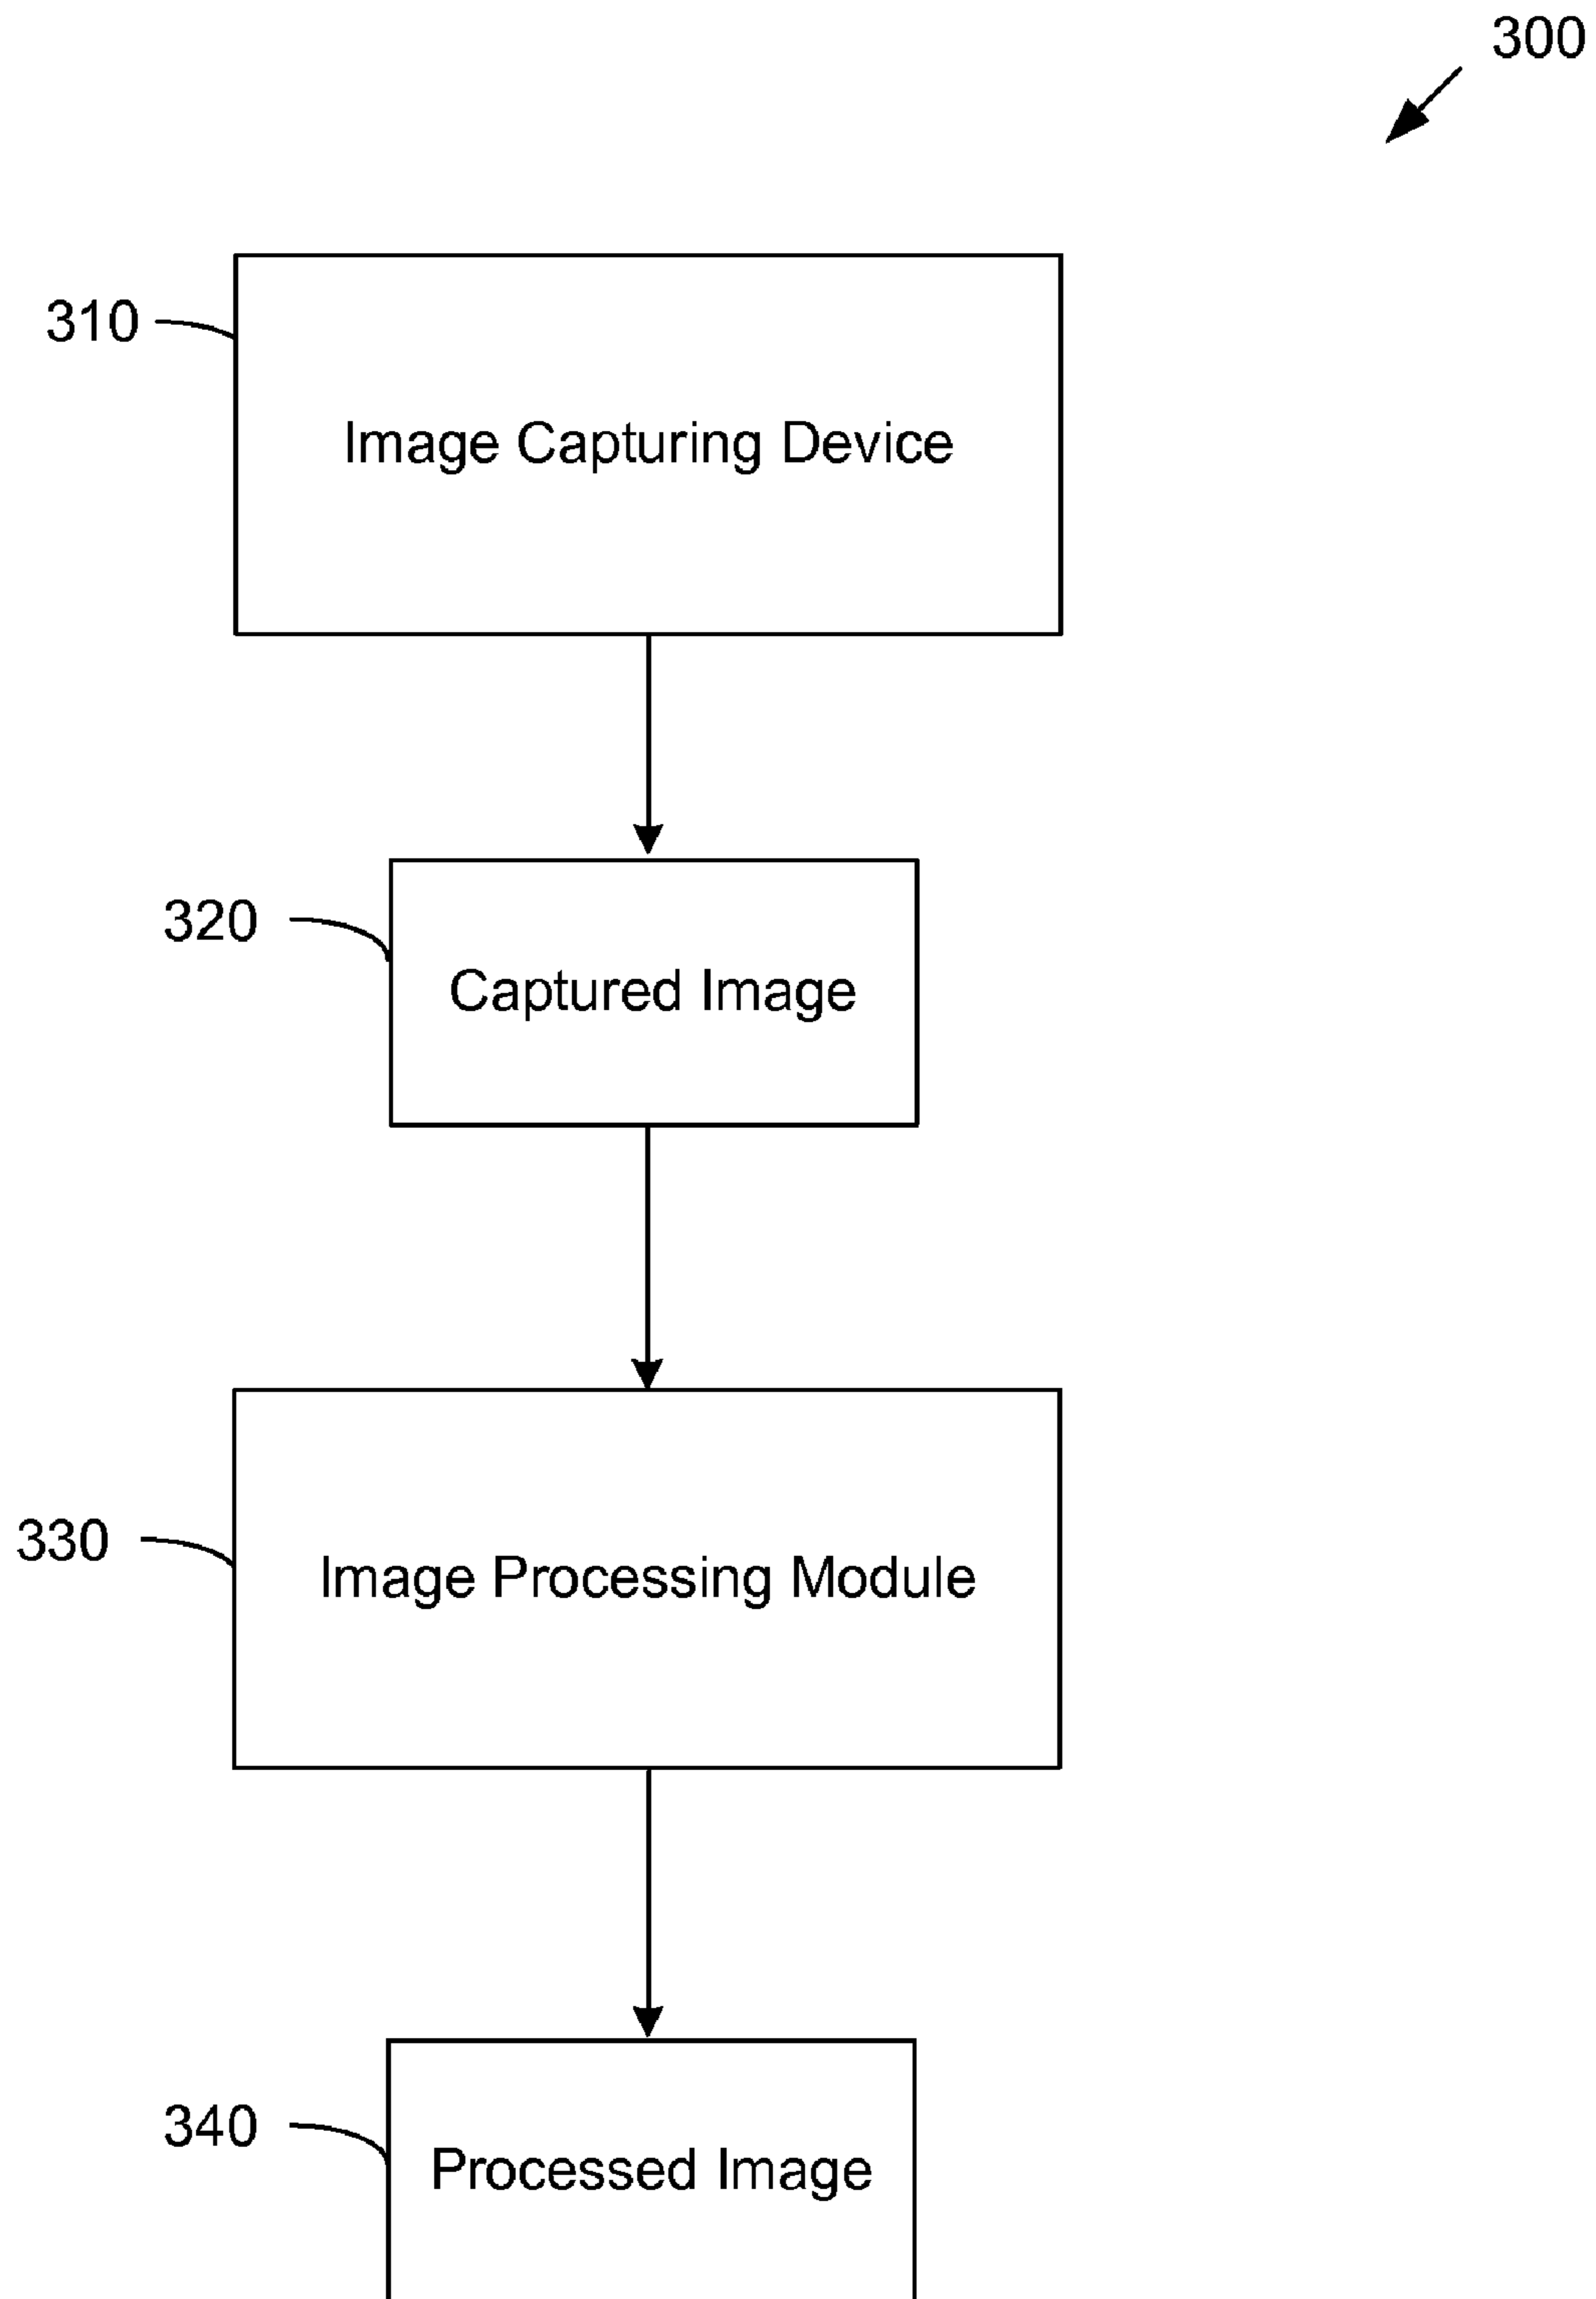 300
310
Image Capturing Device
320
Captured Image
330
Image Processing Module
340
Processed Image